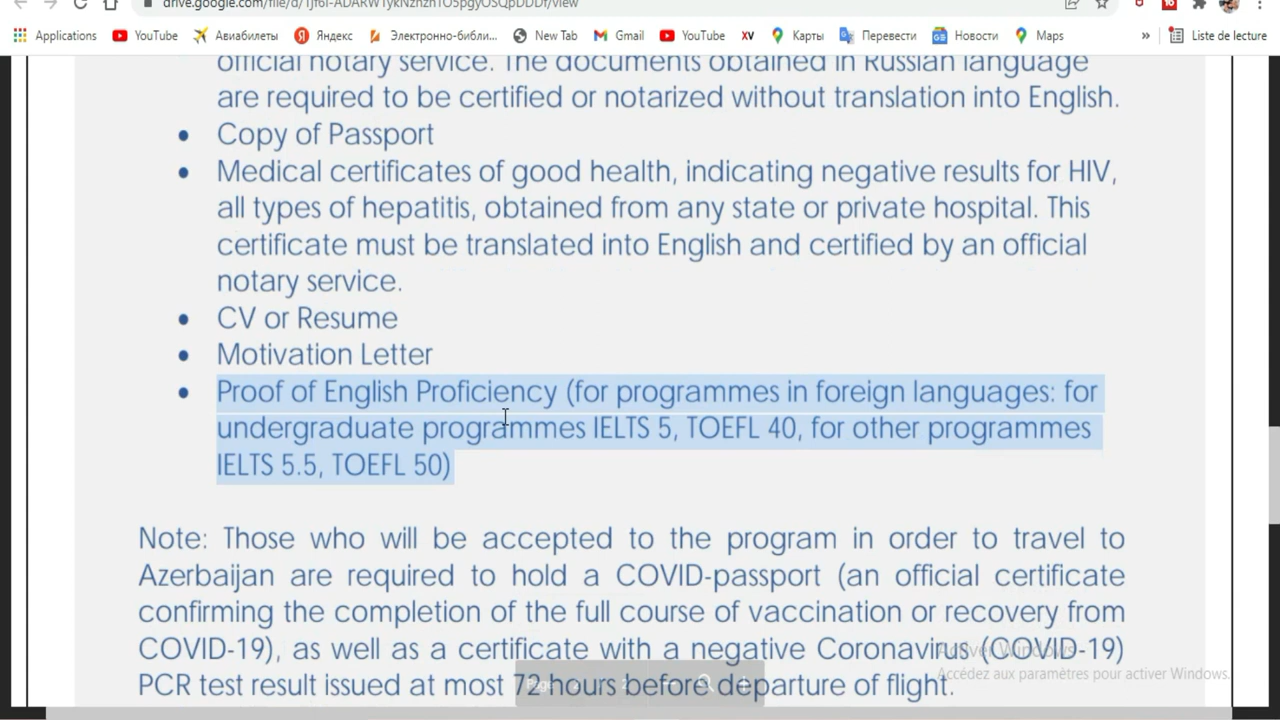 drive.google.com/file/d/
Applications YouTube Авиабилеты Яндекс Электронно-библи... New Tab Gmail YouTube XV Карты Перевести Новости Maps » Liste de lecture
official notary service. The documents obtained in Russian language
are required to be certified or notarized without translation into English.
• Copy of Passport
• Medical certificates of good health, indicating negative results for HIV,
all types of hepatitis, obtained from any state or private hospital. This
certificate must be translated into English and certified by an official
notary service.
• CV or Resume
• Motivation Letter
• Proof of English Proficiency (for programmes in foreign languages: for
undergraduate programmes IELTS 5, TOEFL 40, for other programmes
IELTS 5.5, TOEFL 50)
Note: Those who will be accepted to the program in order to travel to
Azerbaijan are required to hold a COVID-passport (an official certificate
confirming the completion of the full course of vaccination or recovery from
COVID-19), as well as a certificate with a negative Coronavirus (COVID-19)
PCR test result issued at most 72 hours before departure of flight.
Activer Windows
Accédez aux paramètres pour activer Windows.